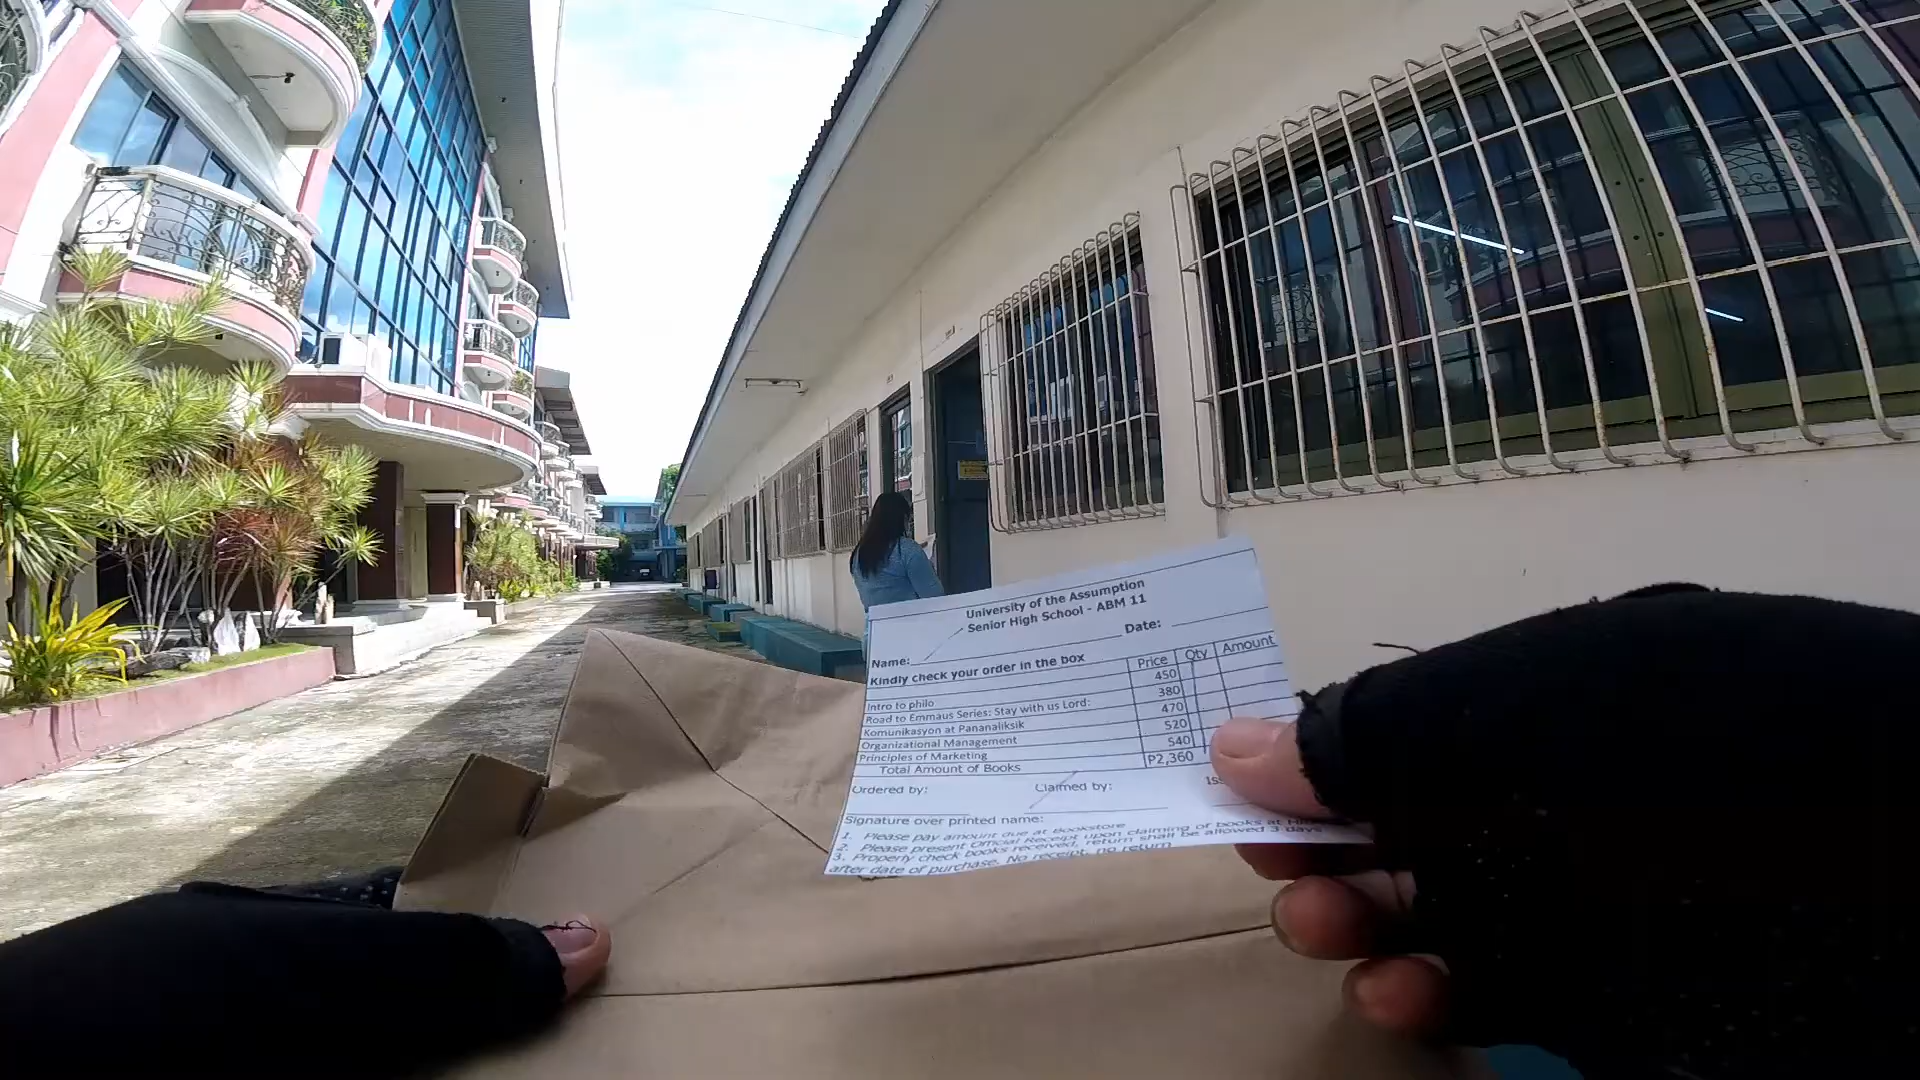 University of the Assumption
Senior High School - ABM 11
Name: Date:
Kindly check your order in the box
Price Qty Amount
Intro to philo 450
Road to Emmaus Series: Stay with us Lord: 380
Komunikasyon at Pananaliksik 470
Organizational Management 520
Principles of Marketing 540
Total Amount of Books P2,360
Ordered by: Claimed by:
Signature over printed name:
1. Please pay amount due at Bookstore
2. Please present Official Receipt upon claiming of books at
3. Properly check books received, return shall be allowed 3 days
after date of purchase. No receipt, no return